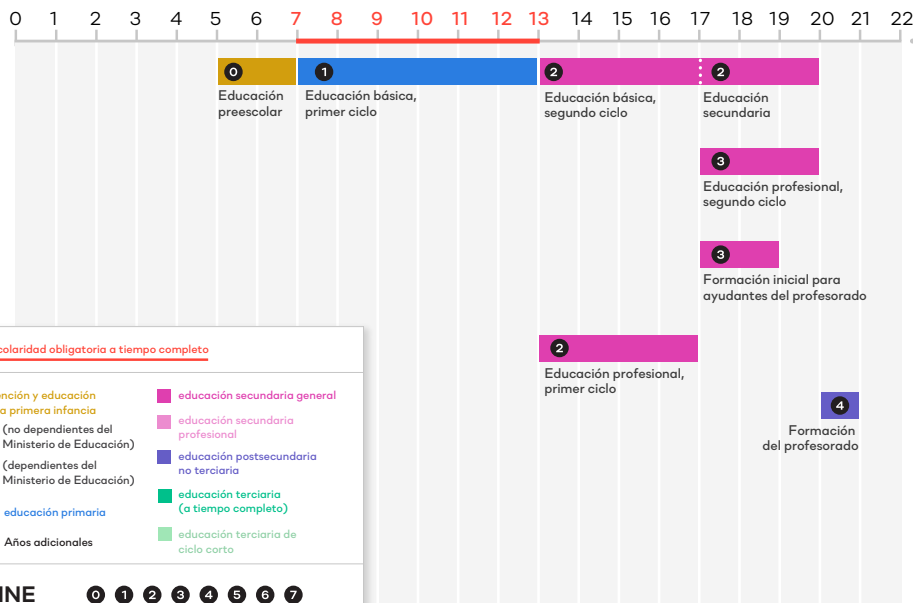 0 1 2 3 4 5 6 7 8 9 10 11 12 13 14 15 16 17 18 19 20 21 22
0
Educación
preescolar
1
Educación básica,
primer ciclo
2
Educación básica,
segundo ciclo
2
Educación
secundaria
3
Educación profesional,
segundo ciclo
3
Formación inicial para
ayudantes del profesorado
2
Educación profesional,
primer ciclo
4
Formación
del profesorado
colaridad obligatoria a tiempo completo
nción y educación
a primera infancia
(no dependientes del
Ministerio de Educación)
(dependientes del
Ministerio de Educación)
educación primaria
Años adicionales
educación secundaria general
educación secundaria
profesional
educación postsecundaria
no terciaria
educación terciaria
(a tiempo completo)
educación terciaria de
ciclo corto
INE 0 1 2 3 4 5 6 7